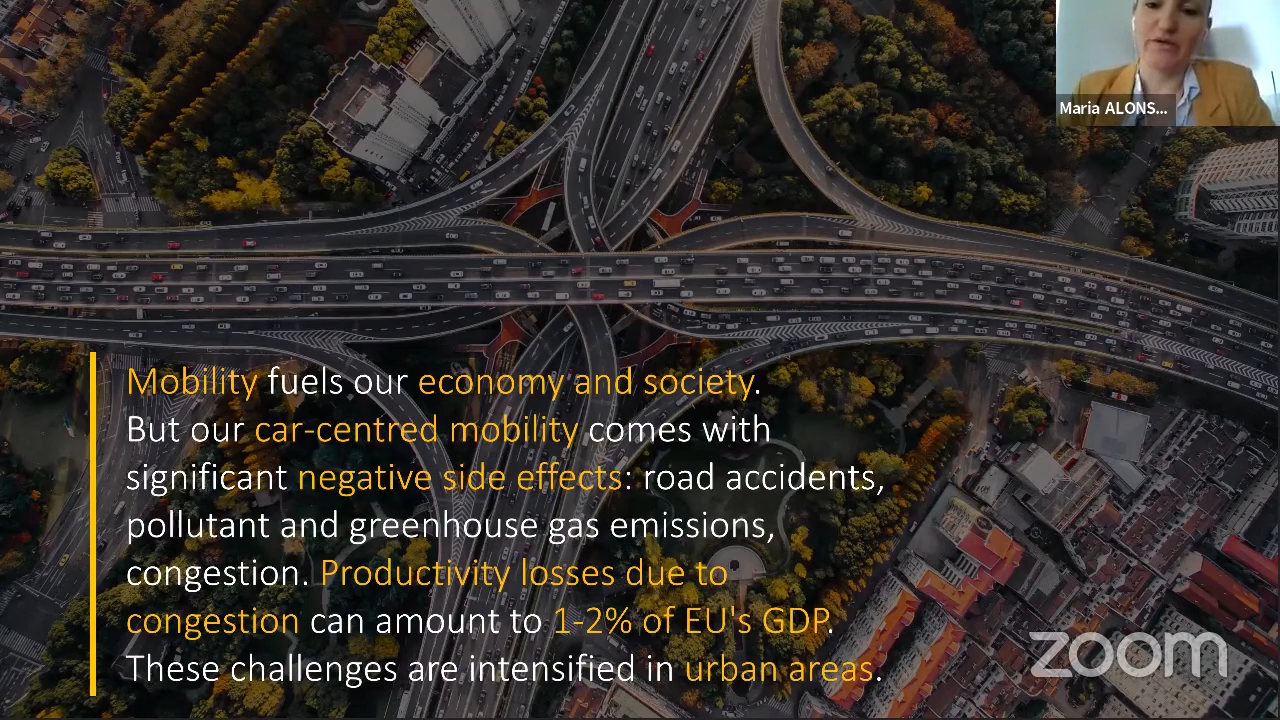 Maria ALONS...
Mobility fuels our economy and society.
But our car-centred mobility comes with
significant negative side effects: road accidents,
pollutant and greenhouse gas emissions,
congestion. Productivity losses due to
congestion can amount to 1-2% of EU's GDP.
These challenges are intensified in urban areas.
zoom